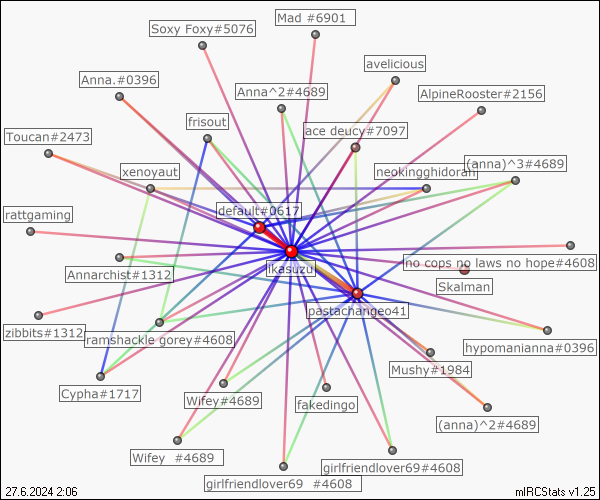 Mad #6901
Soxy Foxy#5076
avelicious
Anna.#0396
Anna^2#4689
AlpineRooster#2156
frisout
ace deucy#7097
Toucan#2473
xenoyaut
neokingghidorah
(anna)^3#4689
rattgaming
default#0617
Annarchist#1312
ikasuzu
no cops no laws no hope#4608
Skalman
pastachangeo41
zibbits#1312
ramshackle gorey#4608
hypomanianna#0396
Mushy#1984
Cypha#1717
Wifey#4689
fakedingo
(anna)^2#4689
Wifey #4689
girlfriendlover69#4608
girlfriendlover69 #4608
27.6.2024 2:06
mIRCStats v1.25